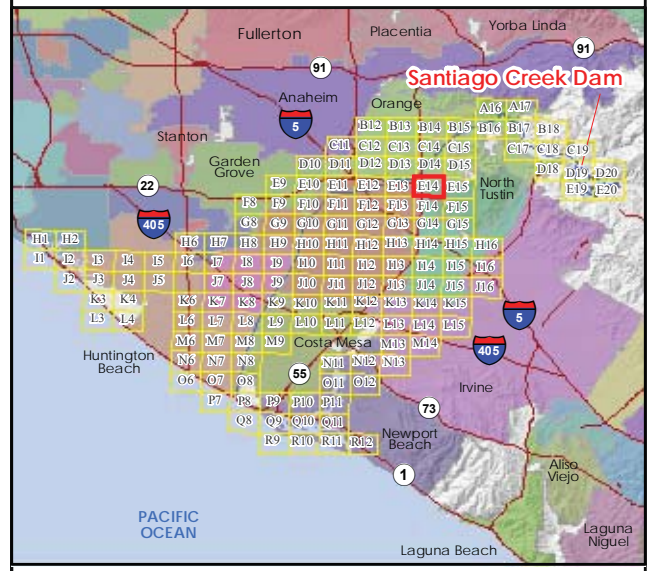 Fullerton
Placentia
Yorba Linda
91
91
Santiago Creek Dam
Anaheim
Orange
A16 A17
5
B12 B13 B14 B15 B16 B17 B18
Stanton
C11 C12 C13 C14 C15 C17 C18 C19
Garden
Grove
D10 D11 D12 D13 D14 D15 D18 D19 D20
22
E9 E10 E11 E12 E13 E14 E15 E19 E20
North
Tustin
F8 F9 F10 F11 F12 F13 F14 F15
405
G8 G9 G10 G11 G12 G13 G14 G15
H1 H2 H6 H7 H8 H9 H10 H11 H12 H13 H14 H15 H16
I1 I2 I3 I4 I5 I6 I7 I8 I9 I10 I11 I12 I13 I14 I15 I16
J2 J3 J4 J5 J6 J7 J8 J9 J10 J11 J12 J13 J14 J15 J16
K3 K4 K6 K7 K8 K9 K10 K11 K12 K13 K14 K15
5
L3 L4 L6 L7 L8 L9 L10 L11 L12 L13 L14 L15
M6 M7 M8 M9 Costa Mesa M13 M14
405
Huntington
Beach
N6 N7 N8 N11 N12 N13
55
O6 O7 O8 O11 O12
Irvine
P7 P8 P9 P10 P11
73
Q8 Q9 Q10 Q11
Newport
Beach
R9 R10 R11 R12
1
Aliso
Viejo
PACIFIC
OCEAN
Laguna
Niguel
Laguna Beach